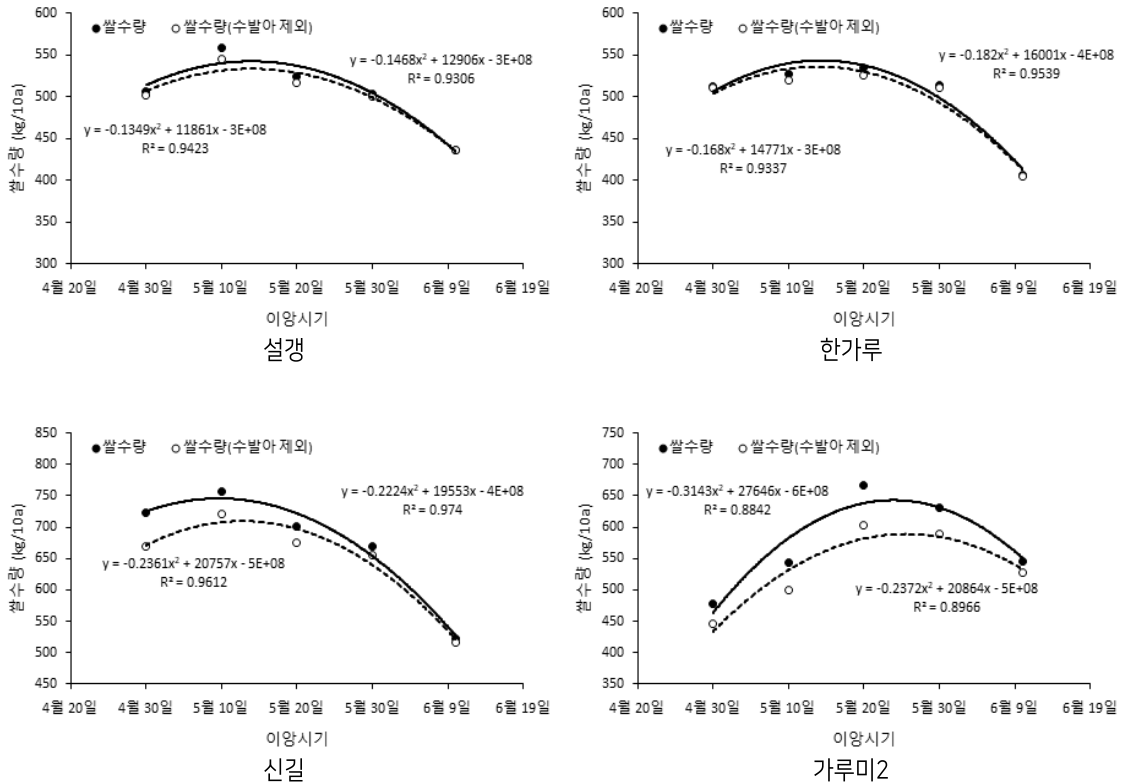 ●쌀수량 ○쌀수량(수발아 제외)
쌀수량 (kg/10a)
600
550
500
450
400
350
300
y = -0.1468x² + 12906x - 3E+08
R² = 0.9306
y = -0.1349x² + 11861x - 3E+08
R² = 0.9423
4월 20일 4월 30일 5월 10일 5월 20일 5월 30일 6월 9일 6월 19일
이앙시기
설갱
●쌀수량 ○쌀수량(수발아 제외)
쌀수량 (kg/10a)
600
550
500
450
400
350
300
y = -0.182x² + 16001x - 4E+08
R² = 0.9539
y = -0.168x² + 14771x - 3E+08
R² = 0.9337
4월 20일 4월 30일 5월 10일 5월 20일 5월 30일 6월 9일 6월 19일
이앙시기
한가루
●쌀수량 ○쌀수량(수발아 제외)
쌀수량 (kg/10a)
850
800
750
700
650
600
550
500
450
y = -0.2224x² + 19553x - 4E+08
R² = 0.974
y = -0.2361x² + 20757x - 5E+08
R² = 0.9612
4월 20일 4월 30일 5월 10일 5월 20일 5월 30일 6월 9일 6월 19일
이앙시기
신길
●쌀수량 ○쌀수량(수발아 제외)
쌀수량 (kg/10a)
750
700
650
600
550
500
450
400
350
y = -0.3143x² + 27646x - 6E+08
R² = 0.8842
y = -0.2372x² + 20864x - 5E+08
R² = 0.8966
4월 20일 4월 30일 5월 10일 5월 20일 5월 30일 6월 9일 6월 19일
이앙시기
가루미2